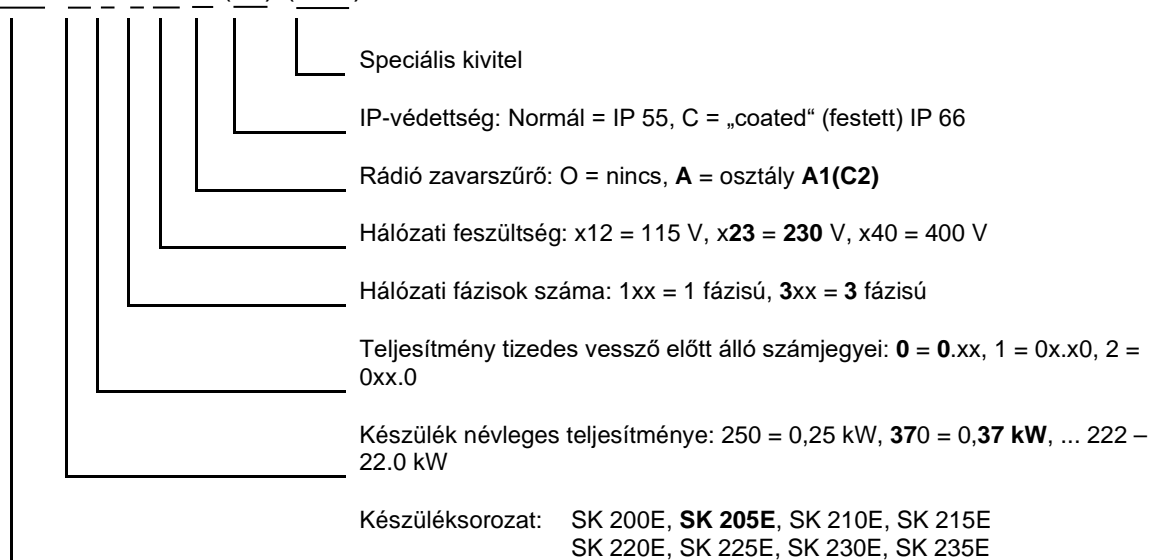 Speciális kivitel
IP-védettség: Normál = IP 55, C = „coated“ (festett) IP 66
Rádió zavarszűrő: O = nincs, A = osztály A1(C2)
Hálózati feszültség: x12 = 115 V, x23 = 230 V, x40 = 400 V
Hálózati fázisok száma: 1xx = 1 fázisú, 3xx = 3 fázisú
Teljesítmény tizedes vessző előtt álló számjegyei: 0 = 0.xx, 1 = 0x.x0, 2 =
0xx.0
Készülék névleges teljesítménye: 250 = 0,25 kW, 370 = 0,37 kW, ... 222 –
22.0 kW
Készüléksorozat: SK 200E, SK 205E, SK 210E, SK 215E
SK 220E, SK 225E, SK 230E, SK 235E